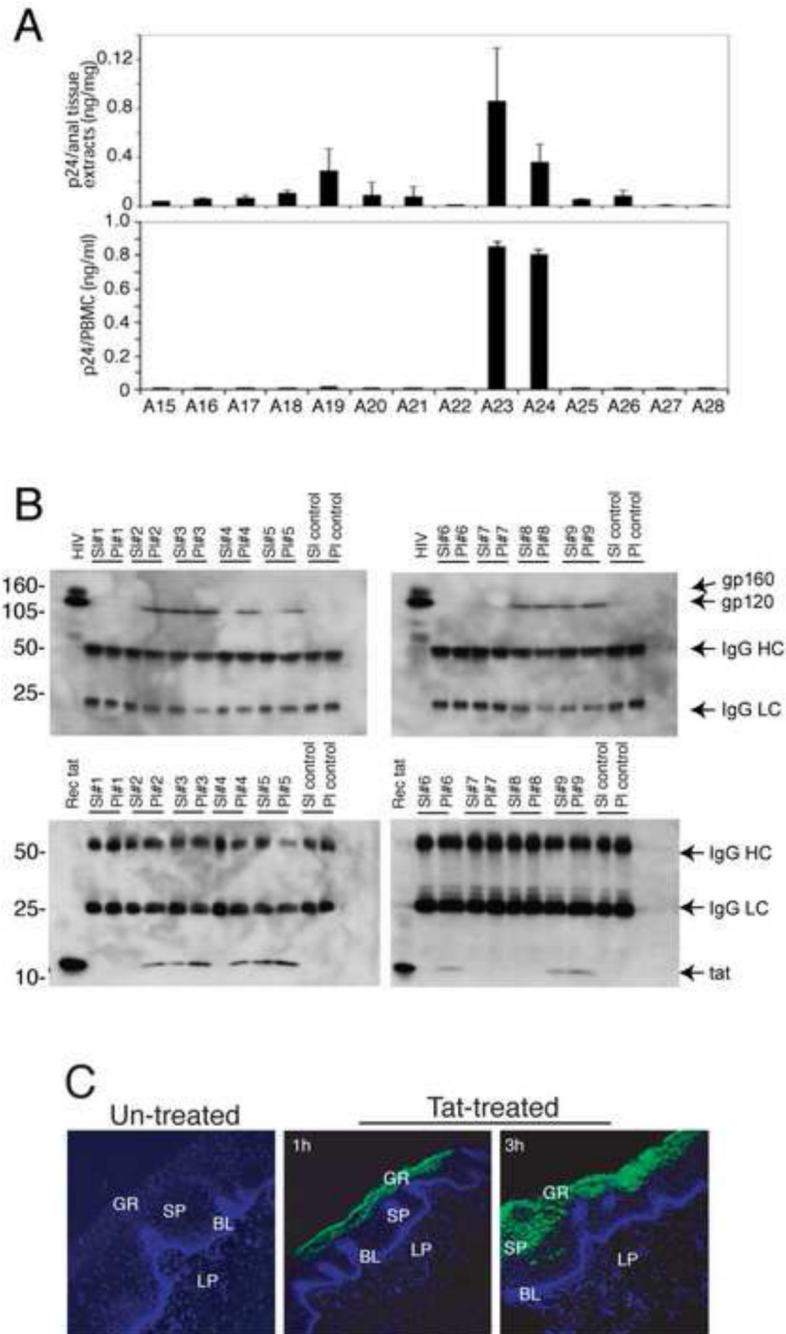 A
p24/anal tissue
extracts (ng/mg)
0.12
0.8
0.4
0
p24/PBMC (ng/ml)
1.0
0.8
0.6
0.4
0.2
0
A15 A16 A17 A18 A19 A20 A21 A22 A23 A24 A25 A26 A27 A28
B
HIV SI#1 PI#1 SI#2 PI#2 SI#3 PI#3 SI#4 PI#4 SI#5 PI#5 SI control PI control
HIV SI#6 PI#6 SI#7 PI#7 SI#8 PI#8 SI#9 PI#9 SI control PI control
160-
105-
50-
25-
gp160
gp120
IgG HC
IgG LC
Rec tat SI#1 PI#1 SI#2 PI#2 SI#3 PI#3 SI#4 PI#4 SI#5 PI#5 SI control PI control
Rec tat SI#6 PI#6 SI#7 PI#7 SI#8 PI#8 SI#9 PI#9 SI control PI control
50-
25-
10-
IgG HC
IgG LC
tat
C
Un-treated
Tat-treated
GR SP BL LP
1h GR SP BL LP
3h GR SP BL LP